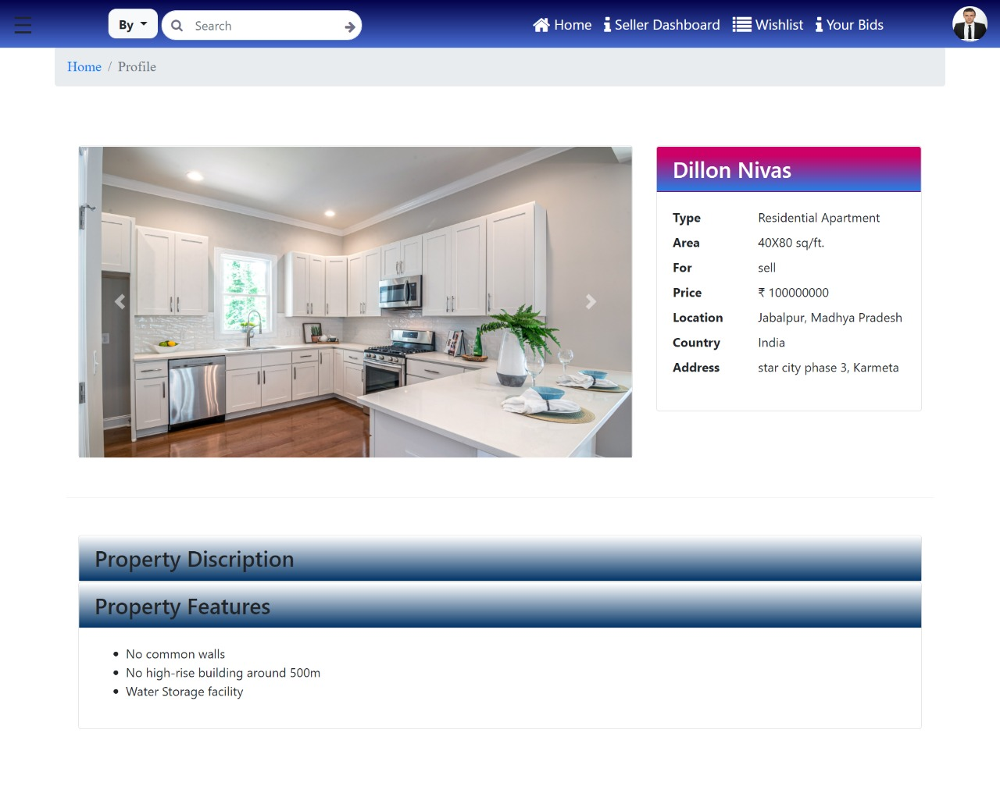 By Search Home Seller Dashboard Wishlist Your Bids
Home / Profile
Dillon Nivas
Type Residential Apartment
Area 40X80 sq/ft.
For sell
Price ₹ 100000000
Location Jabalpur, Madhya Pradesh
Country India
Address star city phase 3, Karmeta
Property Discription
Property Features
No common walls
No high-rise building around 500m
Water Storage facility